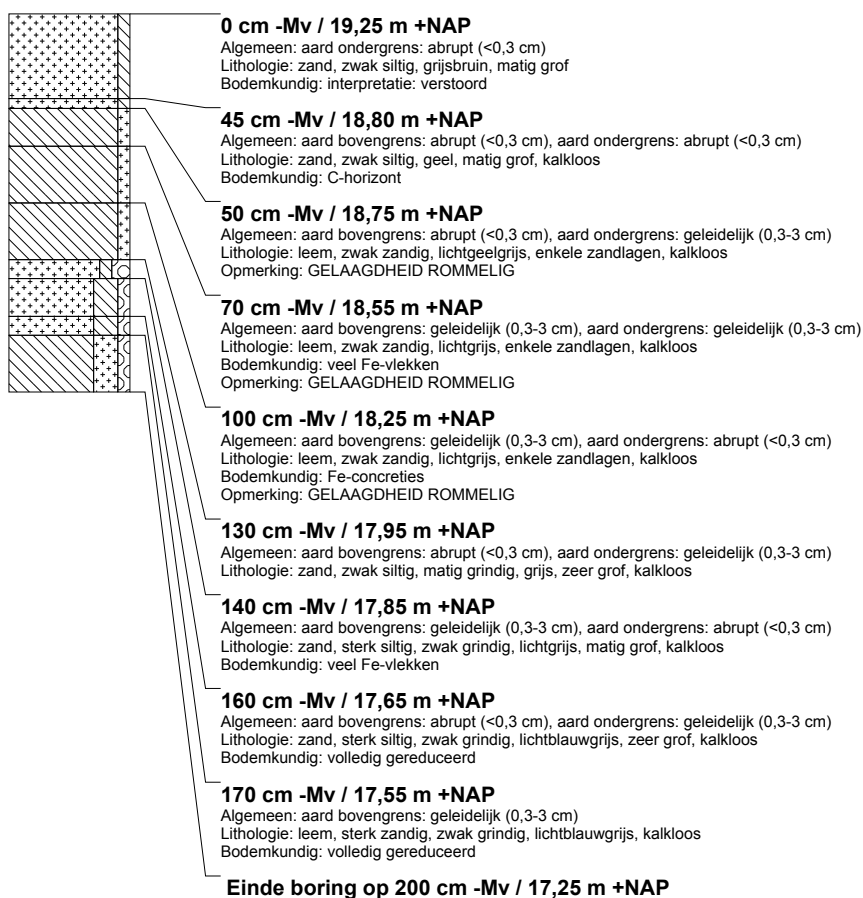 0 cm -Mv / 19,25 m +NAP
Algemeen: aard ondergrens: abrupt (<0,3 cm)
Lithologie: zand, zwak siltig, grijsbruin, matig grof
Bodemkundig: interpretatie: verstoord
45 cm -Mv / 18,80 m +NAP
Algemeen: aard bovengrens: abrupt (<0,3 cm), aard ondergrens: abrupt (<0,3 cm)
Lithologie: zand, zwak siltig, geel, matig grof, kalkloos
Bodemkundig: C-horizont
50 cm -Mv / 18,75 m +NAP
Algemeen: aard bovengrens: abrupt (<0,3 cm), aard ondergrens: geleidelijk (0,3-3 cm)
Lithologie: leem, zwak zandig, lichtgeelgrijs, enkele zandlagen, kalkloos
Opmerking: GELAAGDHEID ROMMELIG
70 cm -Mv / 18,55 m +NAP
Algemeen: aard bovengrens: geleidelijk (0,3-3 cm), aard ondergrens: geleidelijk (0,3-3 cm)
Lithologie: leem, zwak zandig, lichtgrijs, enkele zandlagen, kalkloos
Bodemkundig: veel Fe-vlekken
Opmerking: GELAAGDHEID ROMMELIG
100 cm -Mv / 18,25 m +NAP
Algemeen: aard bovengrens: geleidelijk (0,3-3 cm), aard ondergrens: abrupt (<0,3 cm)
Lithologie: leem, zwak zandig, lichtgrijs, enkele zandlagen, kalkloos
Bodemkundig: Fe-concreties
Opmerking: GELAAGDHEID ROMMELIG
130 cm -Mv / 17,95 m +NAP
Algemeen: aard bovengrens: abrupt (<0,3 cm), aard ondergrens: geleidelijk (0,3-3 cm)
Lithologie: zand, zwak siltig, matig grindig, grijs, zeer grof, kalkloos
140 cm -Mv / 17,85 m +NAP
Algemeen: aard bovengrens: geleidelijk (0,3-3 cm), aard ondergrens: abrupt (<0,3 cm)
Lithologie: zand, sterk siltig, zwak grindig, lichtgrijs, matig grof, kalkloos
Bodemkundig: veel Fe-vlekken
160 cm -Mv / 17,65 m +NAP
Algemeen: aard bovengrens: abrupt (<0,3 cm), aard ondergrens: geleidelijk (0,3-3 cm)
Lithologie: zand, sterk siltig, zwak grindig, lichtblauwgrijs, zeer grof, kalkloos
Bodemkundig: volledig gereduceerd
170 cm -Mv / 17,55 m +NAP
Algemeen: aard bovengrens: geleidelijk (0,3-3 cm)
Lithologie: leem, sterk zandig, zwak grindig, lichtblauwgrijs, kalkloos
Bodemkundig: volledig gereduceerd
Einde boring op 200 cm -Mv / 17,25 m +NAP